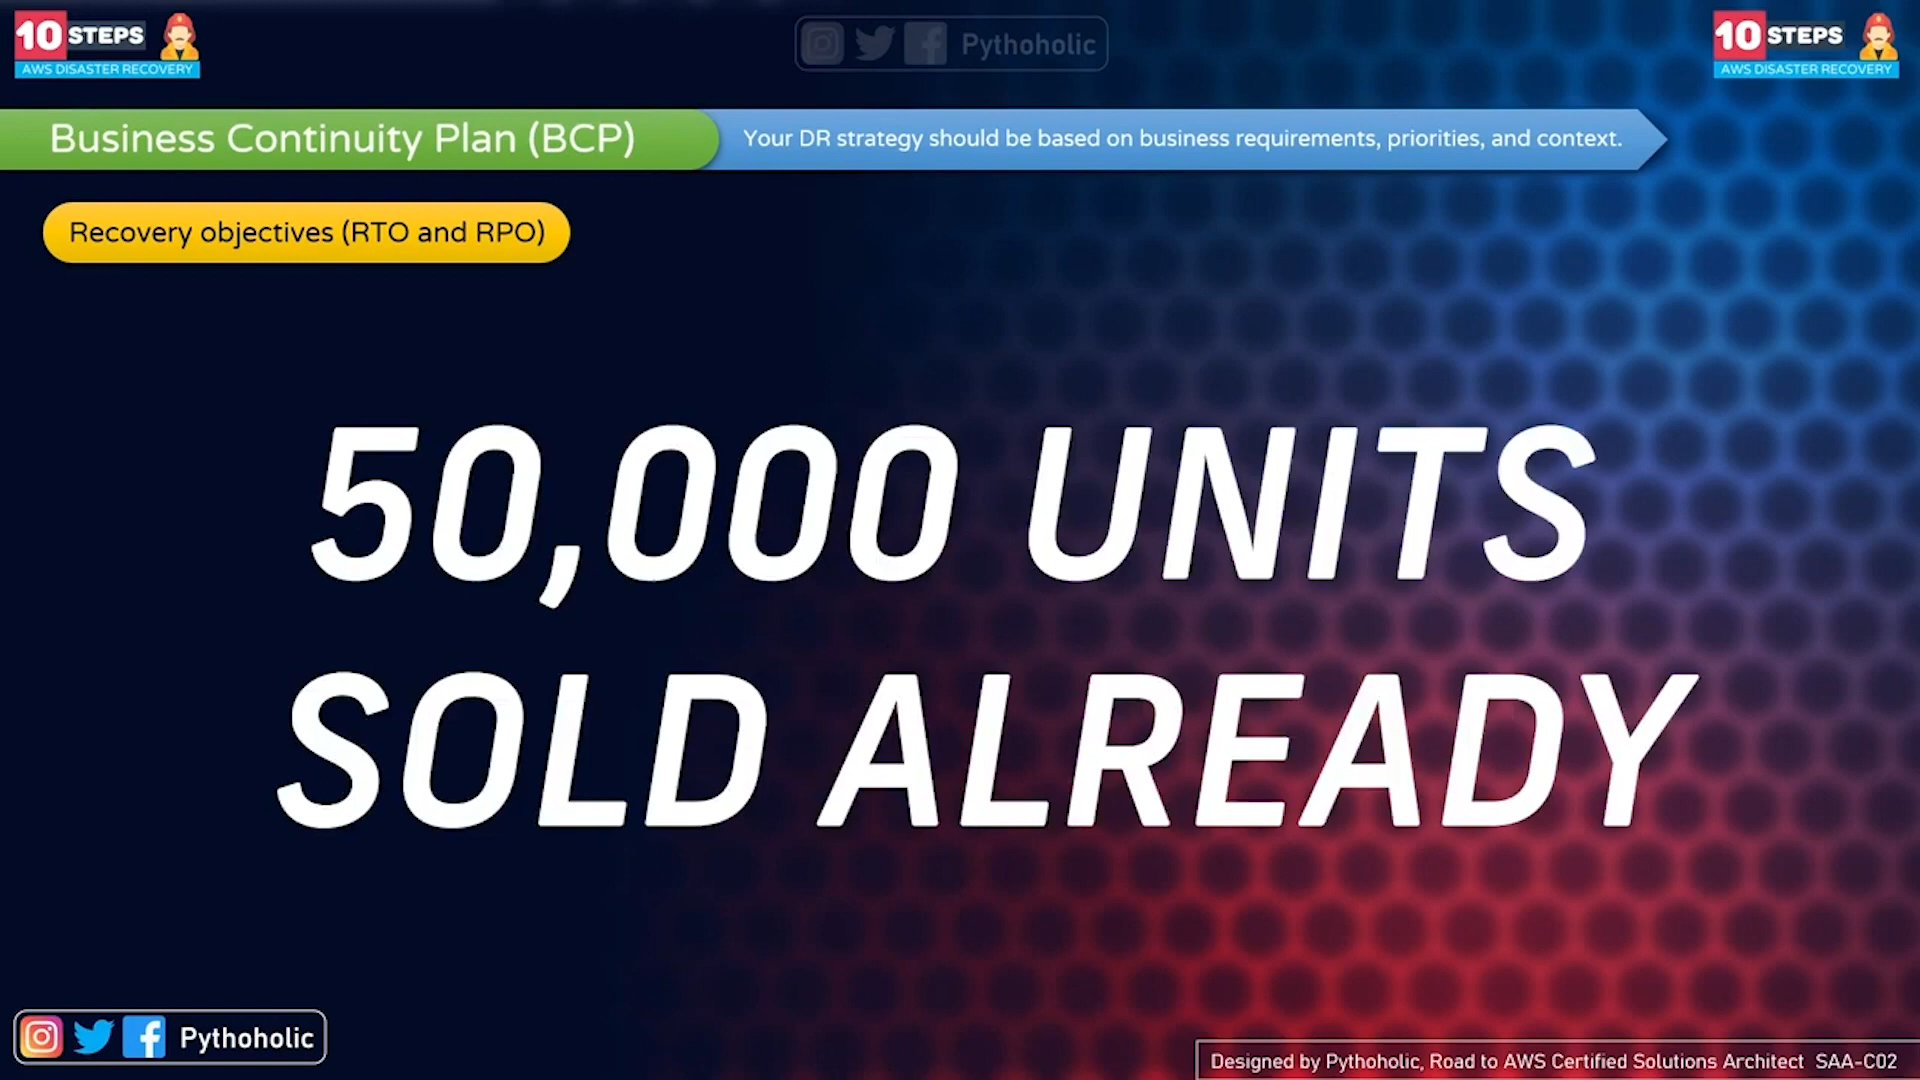 10 STEPS
AWS DISASTER RECOVERY
Pythoholic
10 STEPS
AWS DISASTER RECOVERY
Business Continuity Plan (BCP)
Your DR strategy should be based on business requirements, priorities, and context.
Recovery objectives (RTO and RPO)
50,000 UNITS
SOLD ALREADY
Pythoholic
Designed by Pythoholic, Road to AWS Certified Solutions Architect SAA-C02